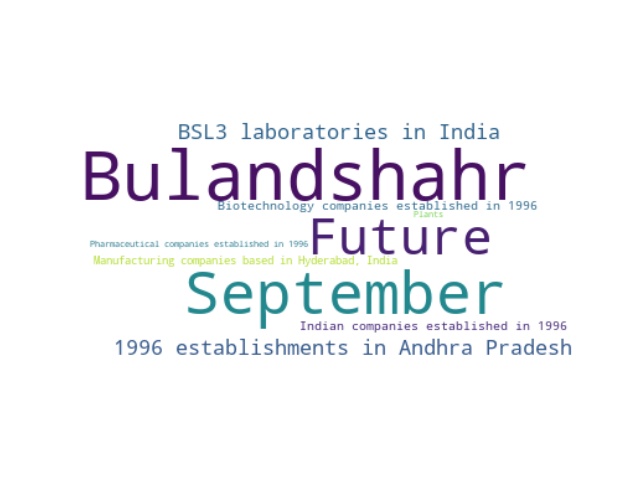 BSL3 laboratories in India
Bulandshahr
Biotechnology companies established in 1996
Plants
Future
Pharmaceutical companies established in 1996
Manufacturing companies based in Hyderabad, India
September
Indian companies established in 1996
1996 establishments in Andhra Pradesh